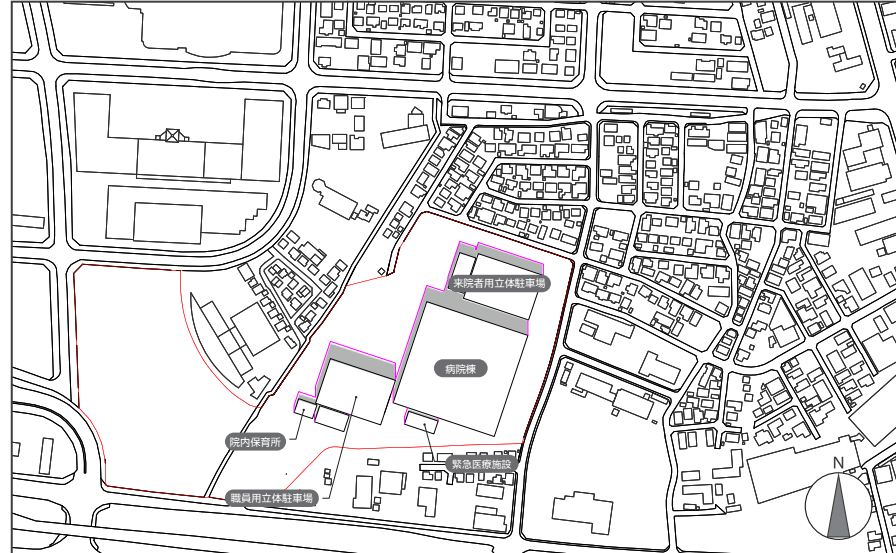 来院者用立体駐車場
病院棟
院内保育所
緊急医療施設
職員用立体駐車場
N